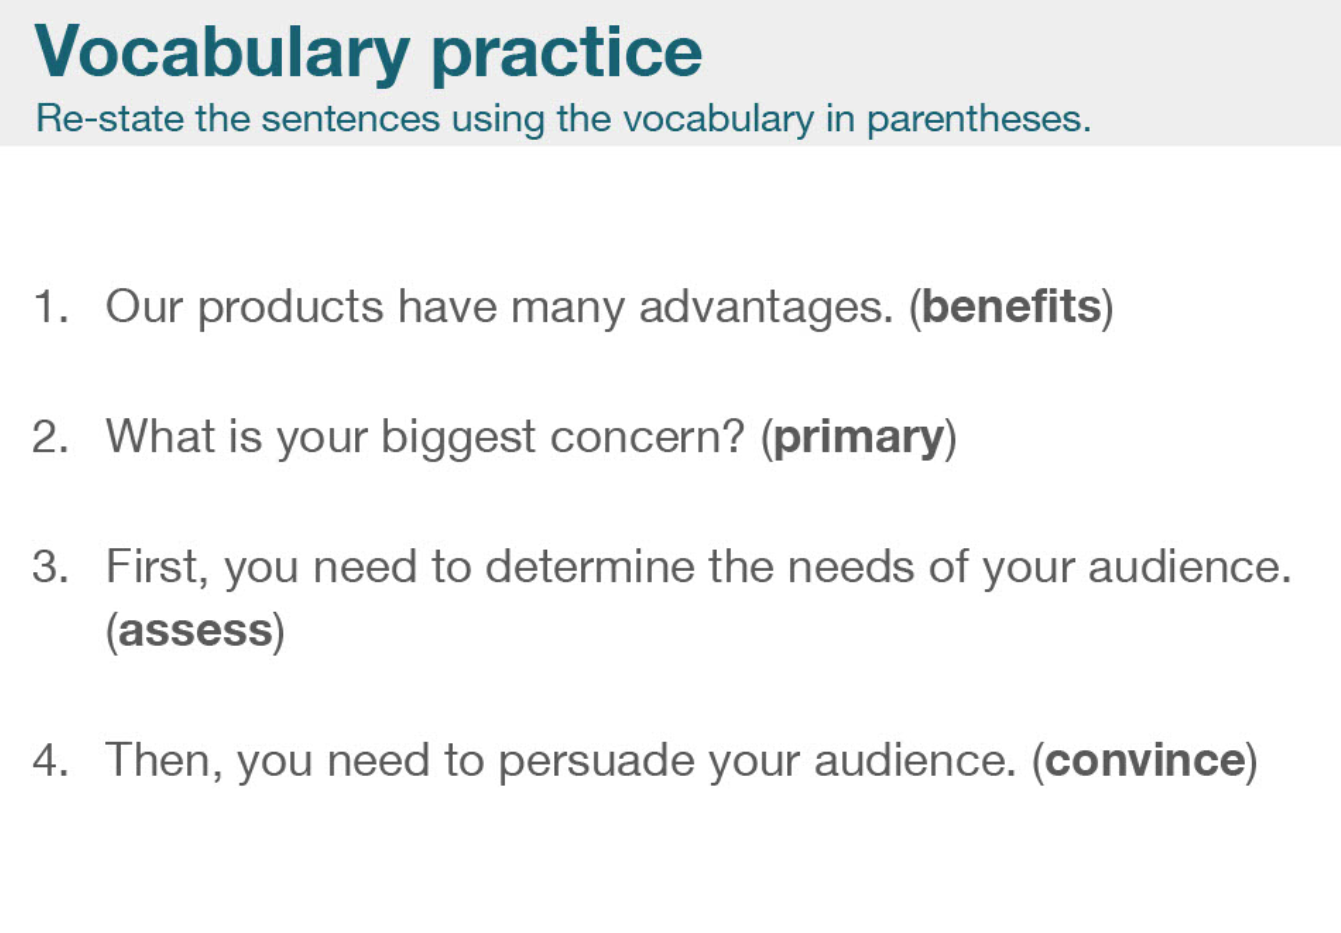 Vocabulary practice
Re-state the sentences using the vocabulary in parentheses.
1. Our products have many advantages. (benefits)
2. What is your biggest concern? (primary)
3. First, you need to determine the needs of your audience.
(assess)
4. Then, you need to persuade your audience. (convince)